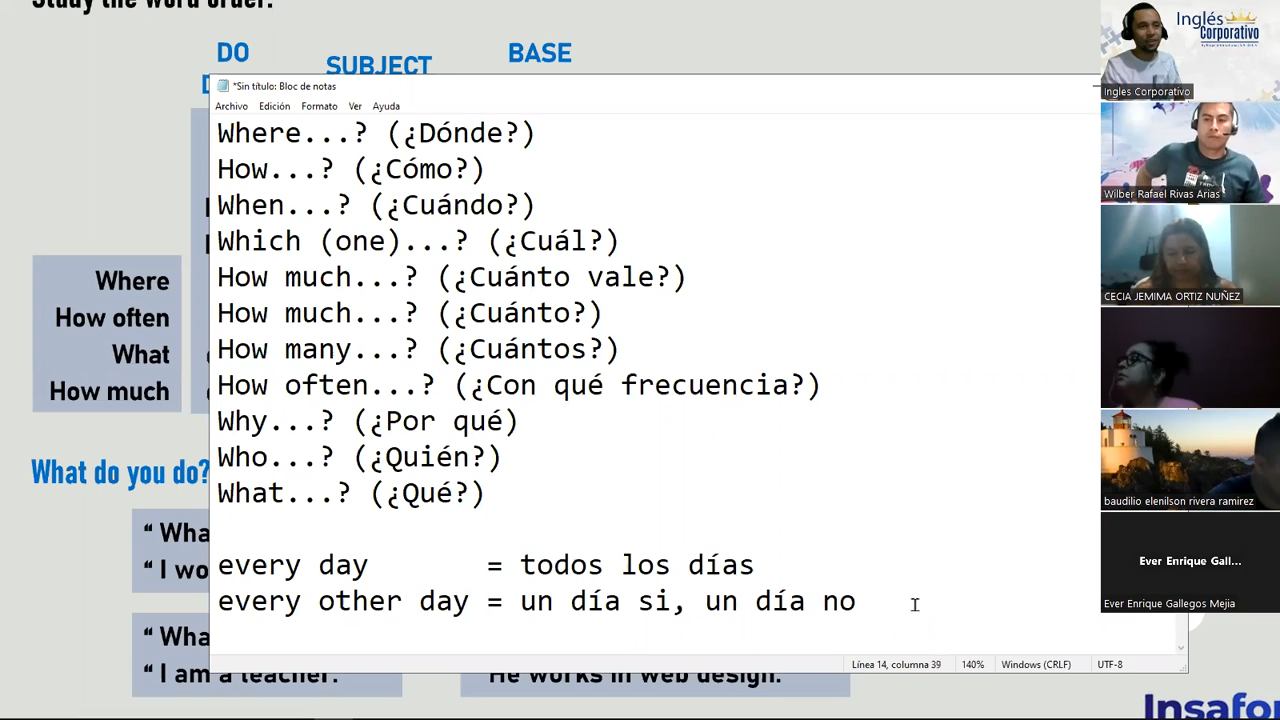 Study the word order.
DO
SUBJECT
BASE
*Sin título: Bloc de notas
Archivo Edición Formato Ver Ayuda
Where...? (¿Dónde?)
How...? (¿Cómo?)
When...? (¿Cuándo?)
Which (one)...? (¿Cuál?)
How much...? (¿Cuánto vale?)
How much...? (¿Cuánto?)
How many...? (¿Cuántos?)
How often...? (¿Con qué frecuencia?)
Why...? (¿Por qué)
Who...? (¿Quién?)
What...? (¿Qué?)
every day = todos los días
every other day = un día si, un día no
Línea 14, columna 39 140% Windows (CRLF) UTF-8
Where
How often
What
How much
What do you do?
“ Wha
“ I wo
“ Wha
“ I am a teacher.
He works in web design.
Inglés
Corporativo
Ingles Corporativo
Wilber Rafael Rivas Arias
CECIA JEMIMA ORTIZ NUÑEZ
baudilio elenilson rivera ramirez
Ever Enrique Gall...
Ever Enrique Gallegos Mejia
Insafo